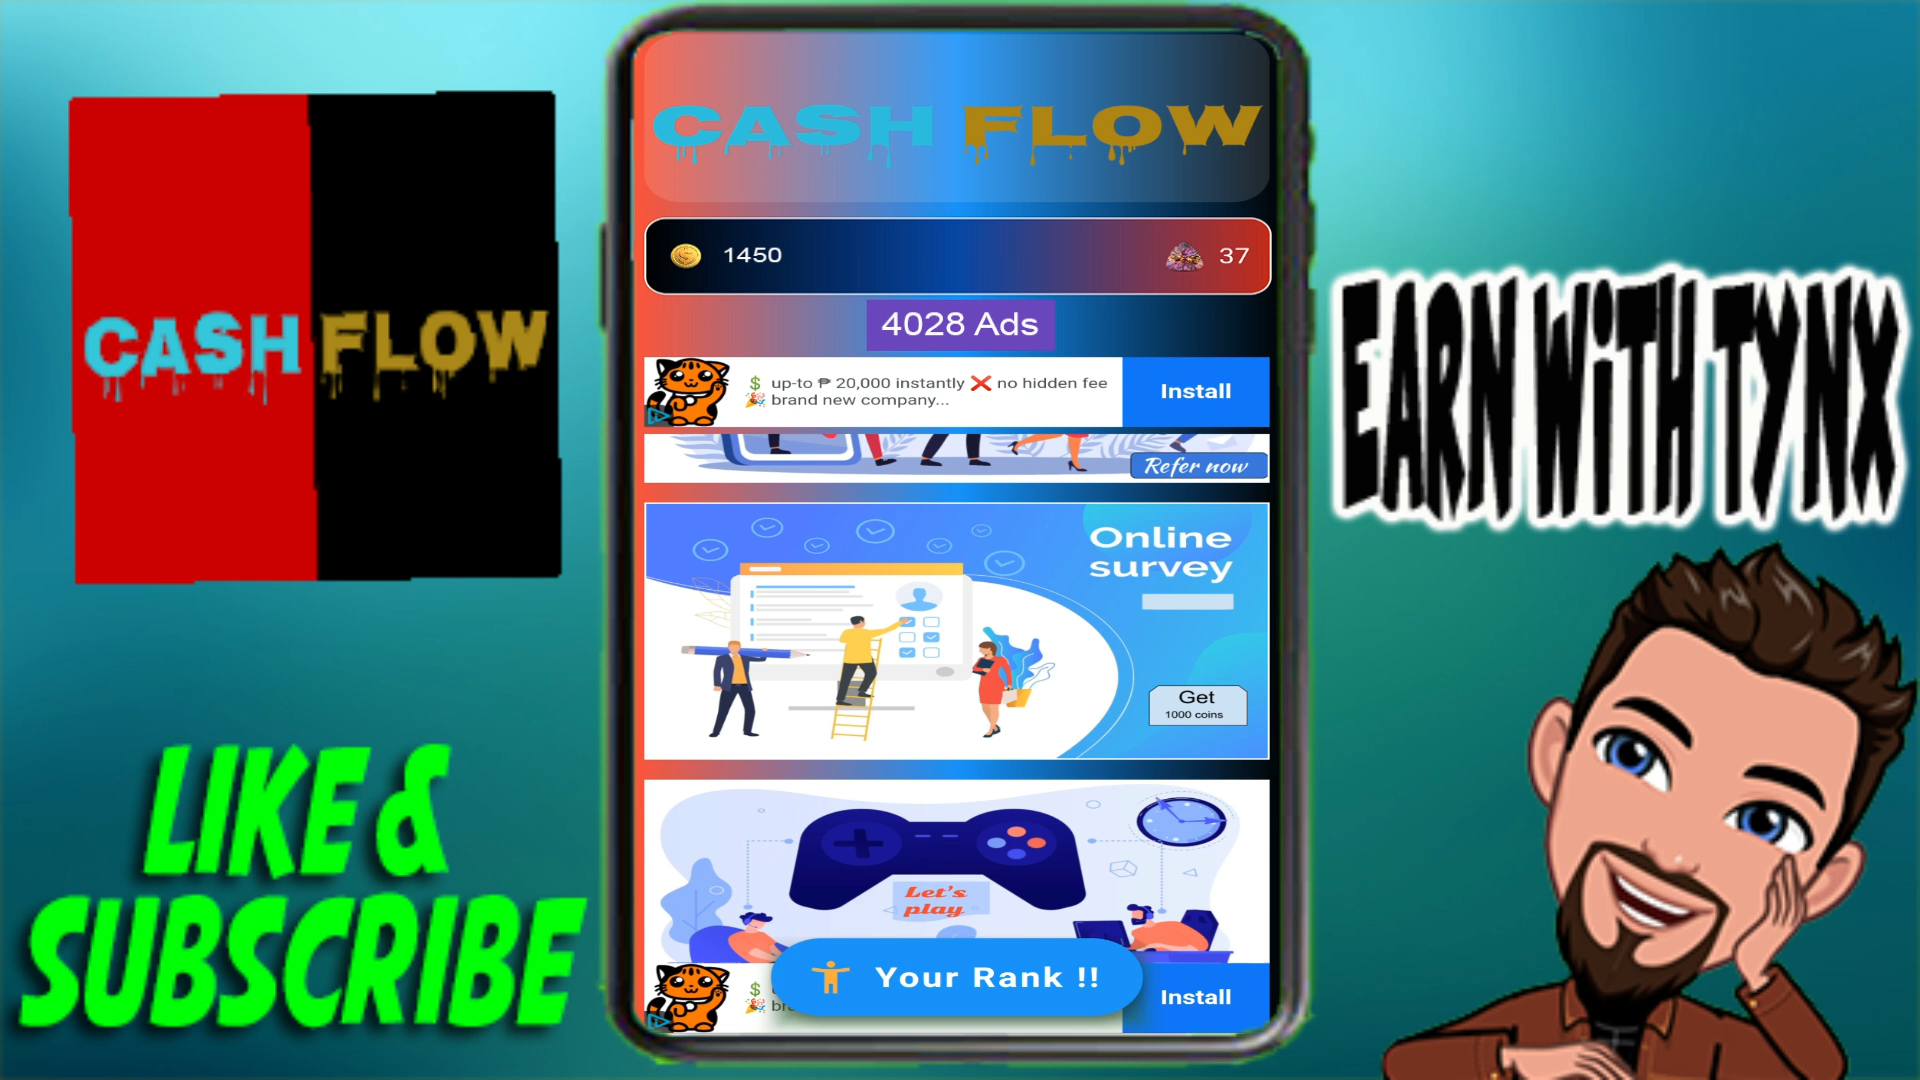 CASH FLOW
LIKE &
SUBSCRIBE
CASH FLOW
1450
37
4028 Ads
$ up-to ₱ 20,000 instantly ❌ no hidden fee
🎉 brand new company...
Install
Refer now
Online
survey
Get
1000 coins
Let's
play
$
br
Your Rank !!
Install
EARN WiTH TYNX